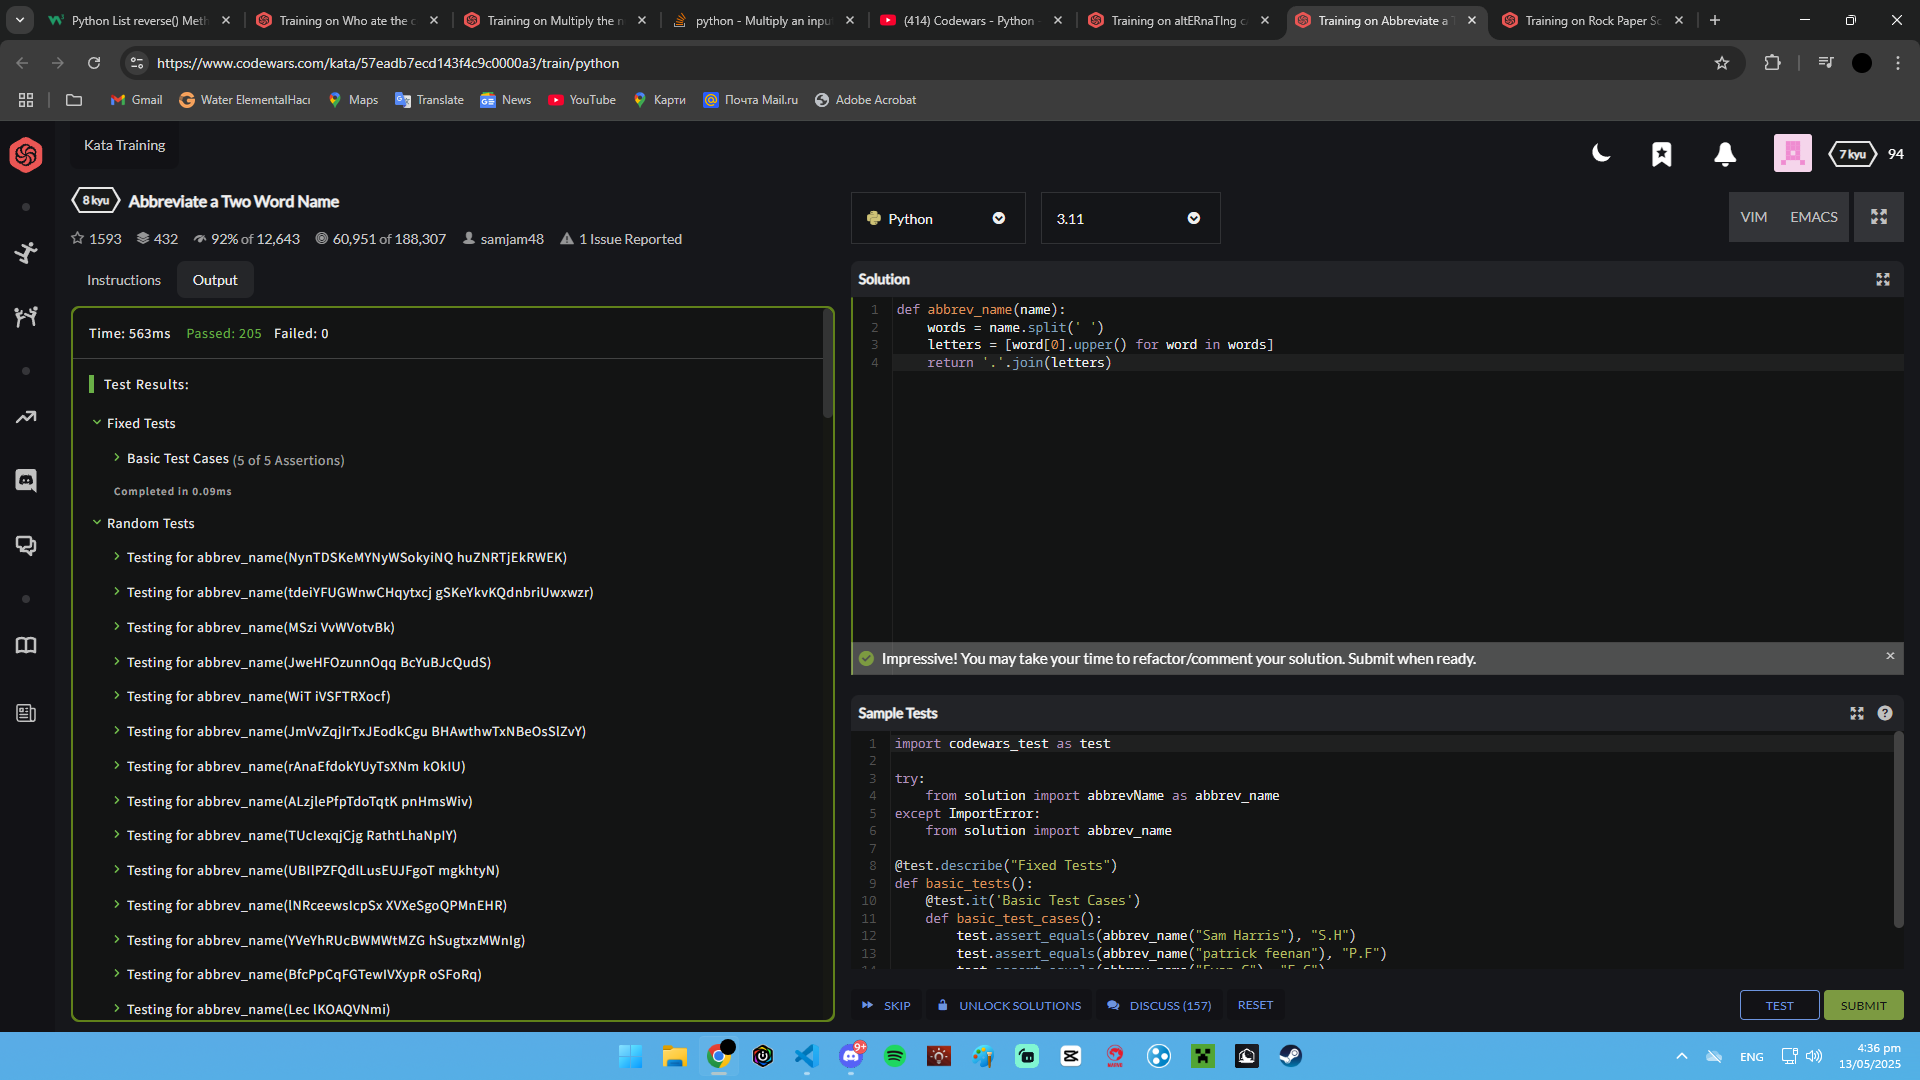 Python List reverse() Meth
Training on Who ate the c
Training on Multiply the n
python - Multiply an inpu
(414) Codewars - Python -
Training on altERnaTIng c
Training on Abbreviate a T
Training on Rock Paper Sc
https://www.codewars.com/kata/57eadb7ecd143f4c9c0000a3/train/python
Gmail
Water ElementalHacı
Maps
Translate
News
YouTube
Карти
Почта Mail.ru
Adobe Acrobat
Kata Training
7 kyu 94
8 kyu Abbreviate a Two Word Name
1593 432 92% of 12,643 60,951 of 188,307 samjam48 1 Issue Reported
Python
3.11
VIM EMACS
Instructions Output
Time: 563ms Passed: 205 Failed: 0
Test Results:
Fixed Tests
Basic Test Cases (5 of 5 Assertions)
Completed in 0.09ms
Random Tests
Testing for abbrev_name(NynTDSKeMYNyWSokyiNQ huZNRTjEkRWEK)
Testing for abbrev_name(tdeiYFUGWnwCHqytxcj gSKeYkvKQdnbriUwxwzr)
Testing for abbrev_name(MSzi VvWVotvBk)
Testing for abbrev_name(JweHFOzunnOqq BcYuBJcQudS)
Testing for abbrev_name(WiT iVSFTRXocf)
Testing for abbrev_name(JmVvZqjIrTxJEodkCgu BHAwthwTxNBeOsSlZvY)
Testing for abbrev_name(rAnaEfdokYUyTsXNm kOkIU)
Testing for abbrev_name(ALzjlePfpTdoTqtK pnHmsWiv)
Testing for abbrev_name(TUcIexqjCjg RathtLhaNpIY)
Testing for abbrev_name(UBIlPZFQdlLusEUJFgoT mgkhtyN)
Testing for abbrev_name(lNRceewsIcpSx XVXeSgoQPMnEHR)
Testing for abbrev_name(YVeYhRUcBWMWtMZG hSugtxzMWnIg)
Testing for abbrev_name(BfcPpCqFGTewIVXypR oSFoRq)
Testing for abbrev_name(Lec lKOAQVNmi)
Solution
1 def abbrev_name(name):
2 words = name.split(' ')
3 letters = [word[0].upper() for word in words]
4 return '.'.join(letters)
Impressive! You may take your time to refactor/comment your solution. Submit when ready.
Sample Tests
1 import codewars_test as test
2
3 try:
4 from solution import abbrevName as abbrev_name
5 except ImportError:
6 from solution import abbrev_name
7
8 @test.describe("Fixed Tests")
9 def basic_tests():
10 @test.it('Basic Test Cases')
11 def basic_test_cases():
12 test.assert_equals(abbrev_name("Sam Harris"), "S.H")
13 test.assert_equals(abbrev_name("patrick feenan"), "P.F")
SKIP UNLOCK SOLUTIONS DISCUSS (157) RESET TEST SUBMIT
9+
ENG
4:36 pm
13/05/2025